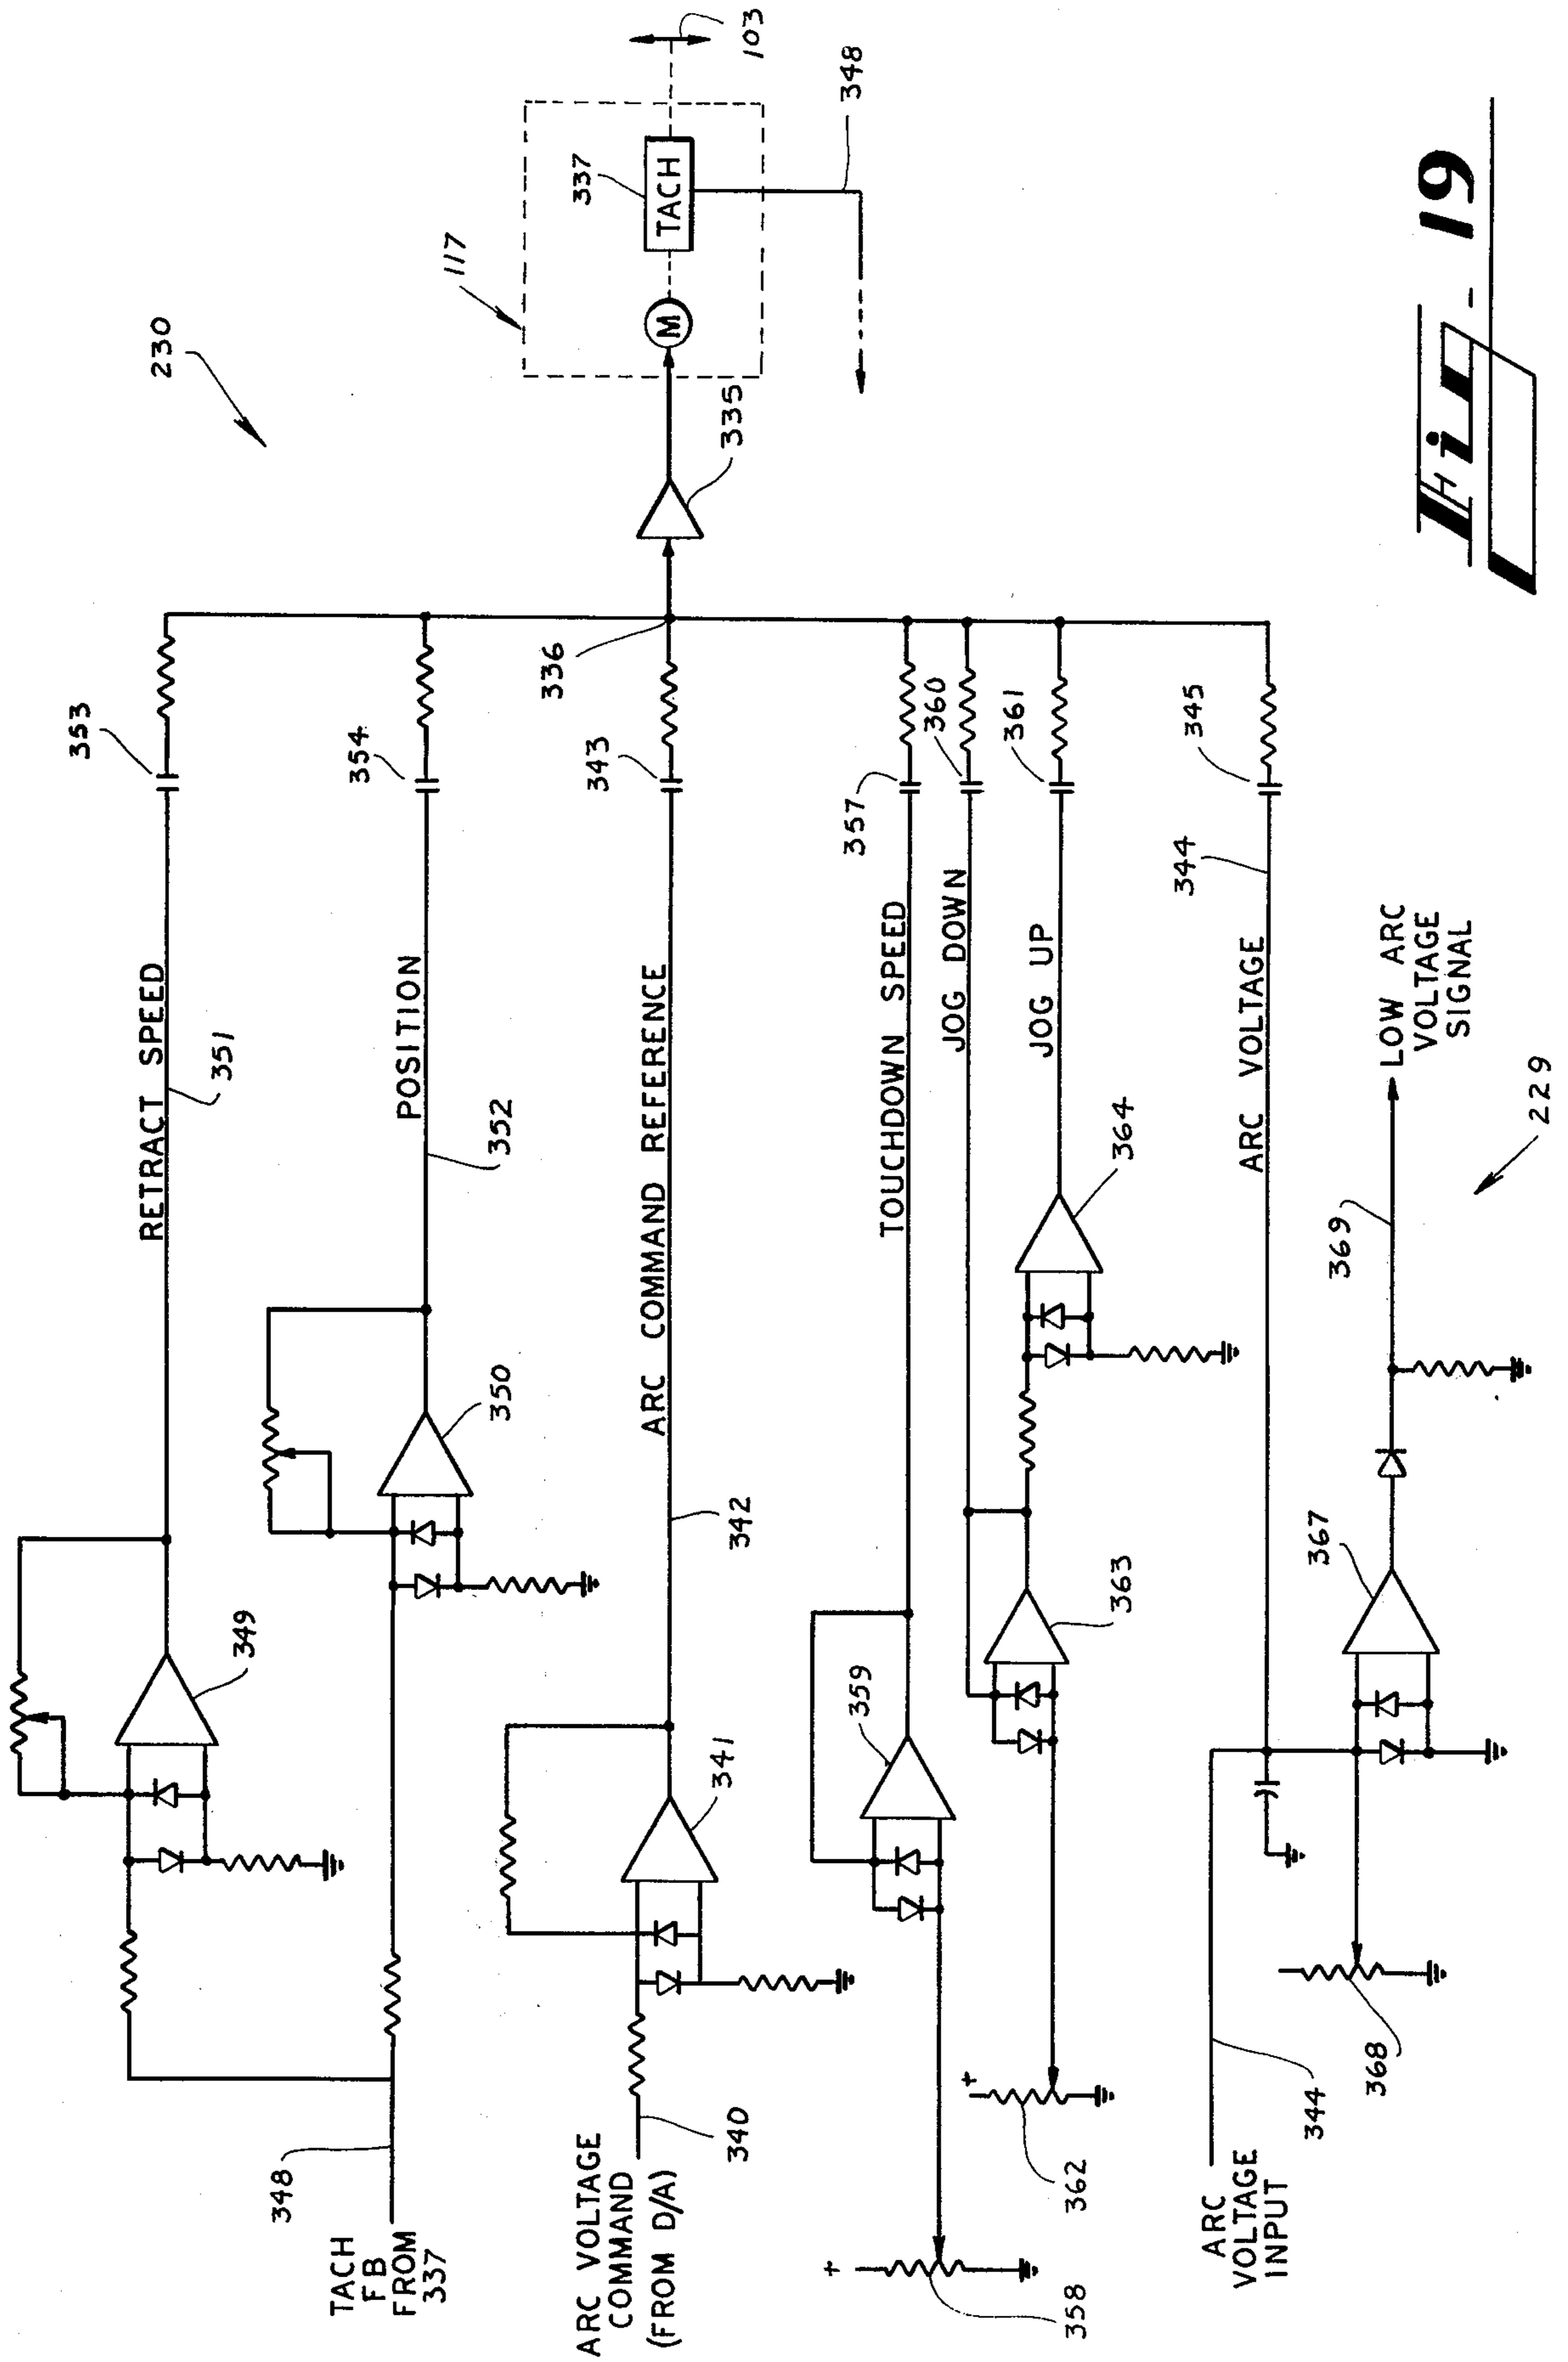 230
117
337
TACH
M
103
348
335
336
353
RETRACT SPEED
351
349
354
POSITION
352
350
348
TACH
FB
FROM
337
343
ARC COMMAND REFERENCE
342
341
340
ARC VOLTAGE
COMMAND
(FROM D/A)
357
TOUCHDOWN SPEED
359
+
358
360
JOG DOWN
361
JOG UP
364
363
+
362
345
344
ARC VOLTAGE
344
ARC
VOLTAGE
INPUT
LOW ARC
VOLTAGE
SIGNAL
369
367
368
229
Fig-19